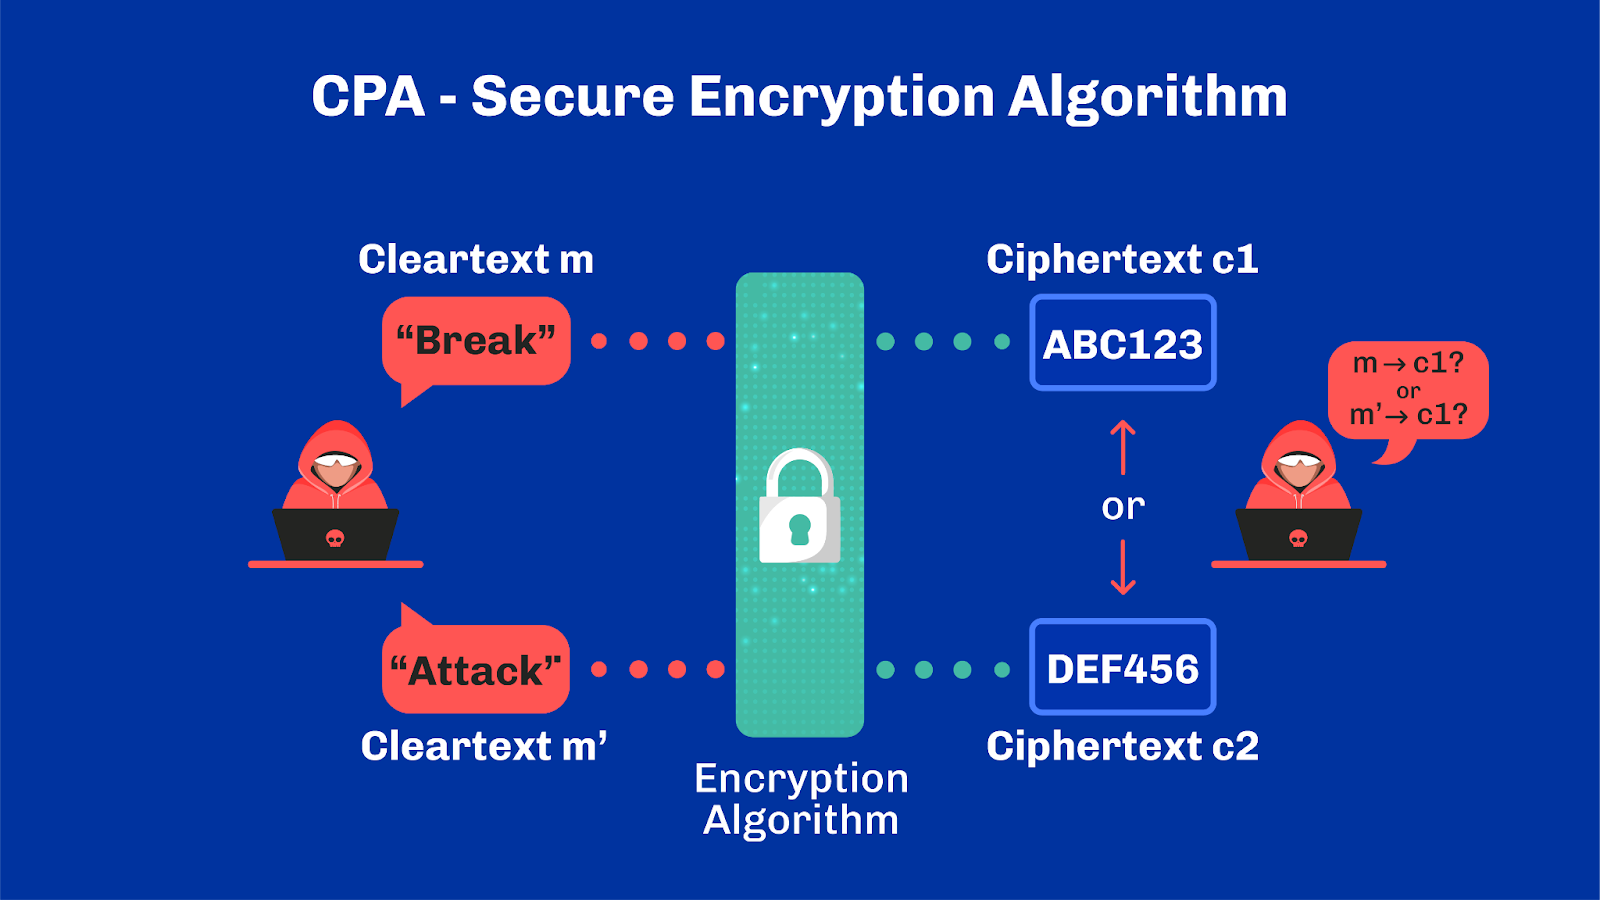 CPA - Secure Encryption Algorithm
Cleartext m
“Break”
Ciphertext c1
ABC123
m → c1?
or
m’→ c1?
or
“Attack"
Cleartext m’
DEF456
Ciphertext c2
Encryption
Algorithm